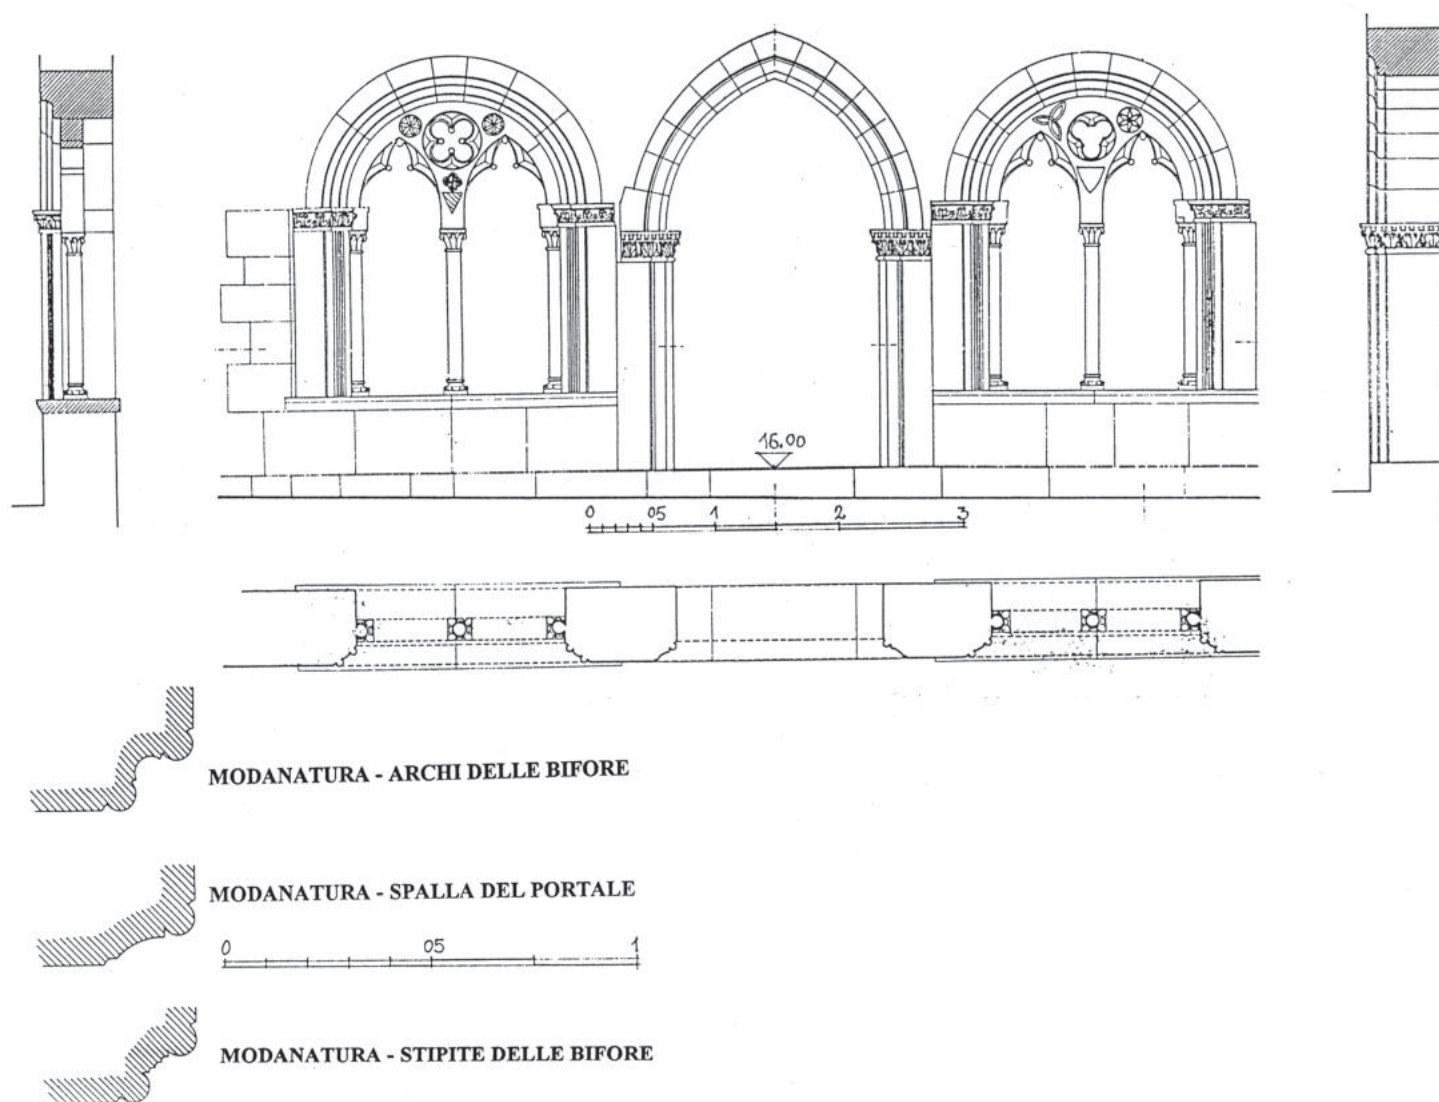 16.00
0 05 1 2 3
MODANATURA - ARCHI DELLE BIFORE
MODANATURA - SPALLA DEL PORTALE
0 05 1
MODANATURA - STIPITE DELLE BIFORE